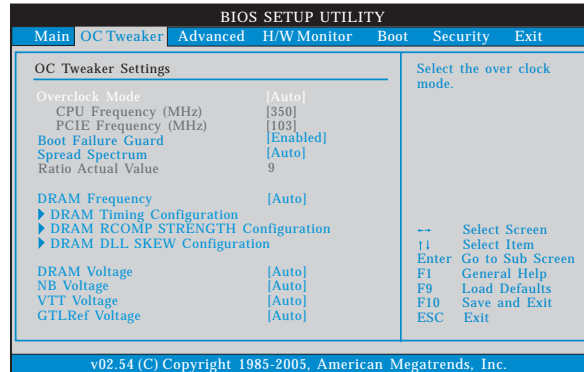 BIOS SETUP UTILITY
Main OC Tweaker Advanced H/W Monitor Boot Security Exit
OC Tweaker Settings
Overclock Mode [Auto]
CPU Frequency (MHz) [350]
PCIE Frequency (MHz) [103]
Boot Failure Guard [Enabled]
Spread Spectrum [Auto]
Ratio Actual Value 9
DRAM Frequency [Auto]
DRAM Timing Configuration
DRAM RCOMP STRENGTH Configuration
DRAM DLL SKEW Configuration
DRAM Voltage [Auto]
NB Voltage [Auto]
VTT Voltage [Auto]
GTLRef Voltage [Auto]
Select the over clock
mode.
↔ Select Screen
↑↓ Select Item
Enter Go to Sub Screen
F1 General Help
F9 Load Defaults
F10 Save and Exit
ESC Exit
v02.54 (C) Copyright 1985-2005, American Megatrends, Inc.